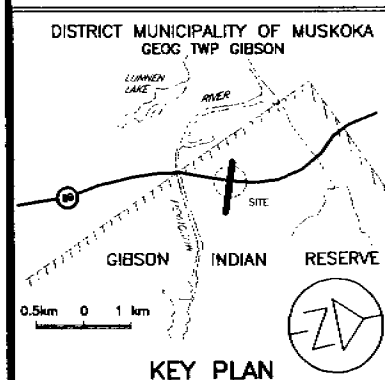 DISTRICT MUNICIPALITY OF MUSKOKA
GEOG TWP GIBSON
LAKE
RIVER
SITE
GIBSON INDIAN RESERVE
0.5km 0 1 km
N
KEY PLAN